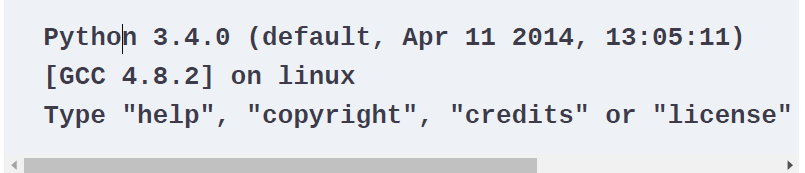 Python 3.4.0 (default, Apr 11 2014, 13:05:11)
[GCC 4.8.2] on linux
Type "help", "copyright", "credits" or "license"